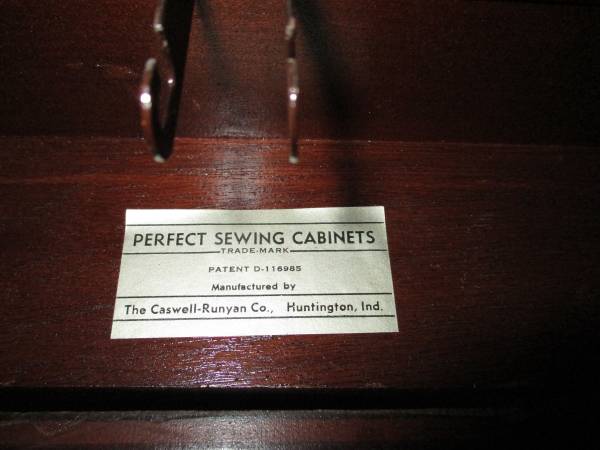 PERFECT SEWING CABINETS
TRADE-MARK
PATENT D-116985
Manufactured by
The Caswell-Runyan Co., Huntington, Ind.